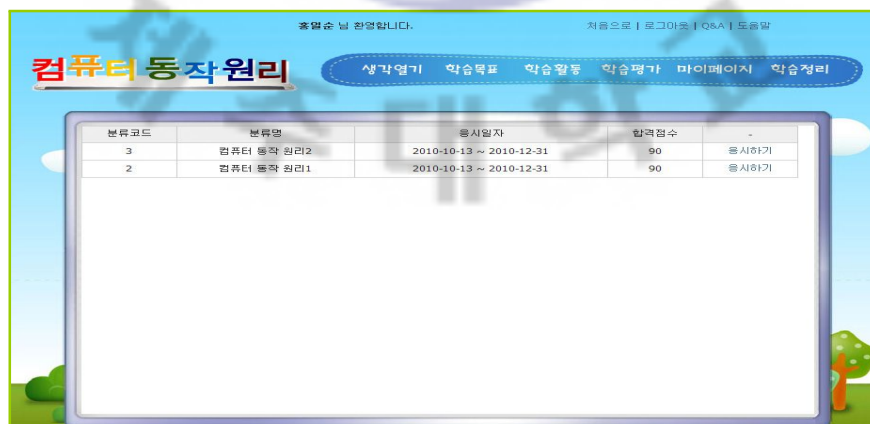 홍열순 님 환영합니다.
처음으로 | 로그아웃 | Q&A | 도움말
컴퓨터 동작원리
생각열기 학습목표 학습활동 학습평가 마이페이지 학습정리
분류코드 분류명 응시일자 합격점수 -
3 컴퓨터 동작 원리2 2010-10-13 ~ 2010-12-31 90 응시하기
2 컴퓨터 동작 원리1 2010-10-13 ~ 2010-12-31 90 응시하기
제주대학교